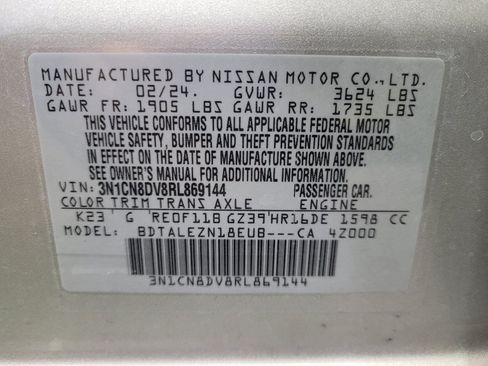 MANUFACTURED BY NISSAN MOTOR CO.,LTD.
DATE: 02/24. GVWR: 3624 LBS
GAWR FR: 1905 LBS GAWR RR: 1735 LBS
THIS VEHICLE CONFORMS TO ALL APPLICABLE FEDERAL MOTOR
VEHICLE SAFETY, BUMPER AND THEFT PREVENTION STANDARDS
IN EFFECT ON THE DATE OF MANUFACTURE SHOWN ABOVE.
SEE OWNER'S MANUAL FOR ADDITIONAL INFORMATION.
VIN: 3N1CN8DV8RL869144 PASSENGER CAR.
COLOR TRIM TRANS AXLE ENGINE
K23 G RE0F11B GZ39 HR16DE 1598 CC
MODEL: BDTALEZN18EUB---CA 4Z000
3N1CN8DV8RL869144